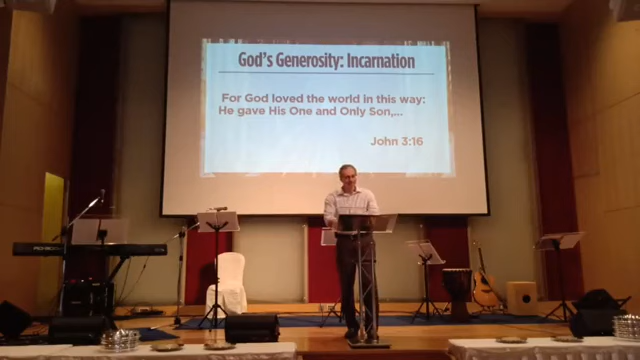 God's Generosity: Incarnation
For God loved the world in this way:
He gave His One and Only Son,...
John 3:16